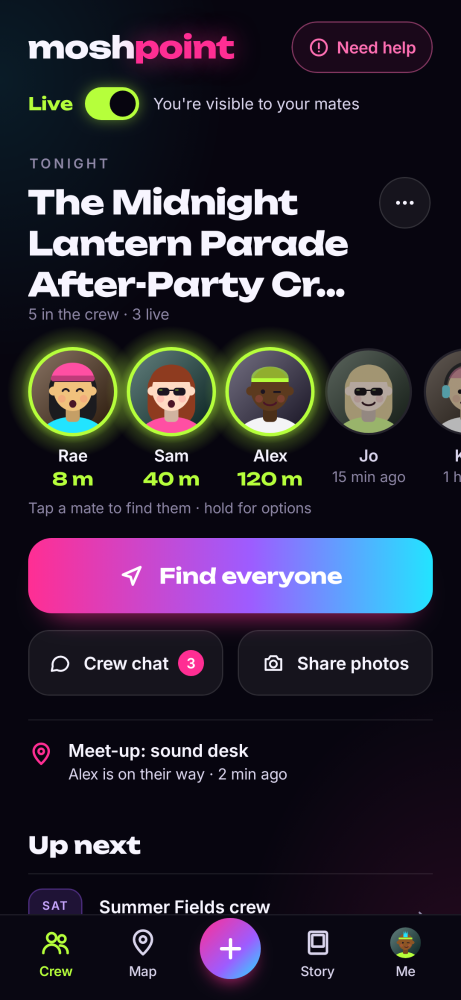 moshpoint
Need help
Live
You're visible to your mates
TONIGHT
The Midnight
Lantern Parade
After-Party Cr...
5 in the crew · 3 live
Rae
Sam
Alex
Jo
8 m
40 m
120 m
15 min ago
Tap a mate to find them · hold for options
Find everyone
Crew chat 3
Share photos
Meet-up: sound desk
Alex is on their way · 2 min ago
Up next
SAT
Summer Fields crew
Crew
Map
Story
Me